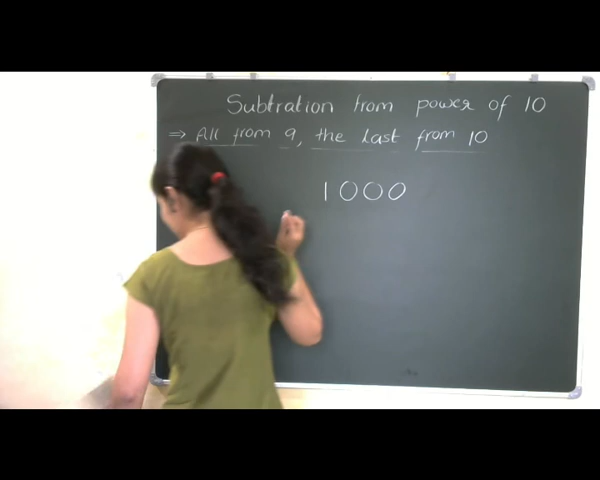 Subtration from power of 10
⇒ All from 9, the last from 10
1000